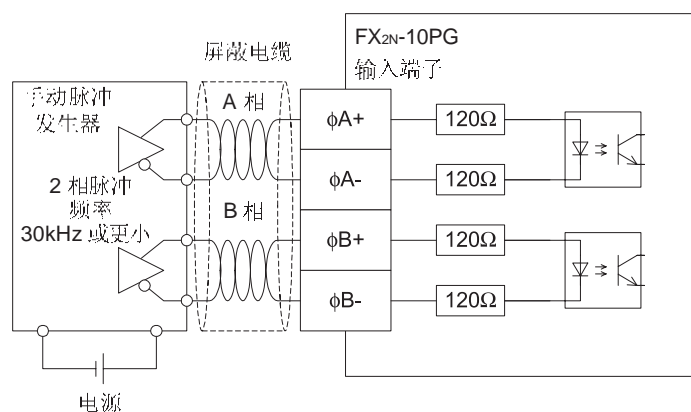 FX2N-10PG
输入端子
屏蔽电缆
手动脉冲
发生器
A 相
2 相脉冲
频率
30kHz 或更小
B 相
ϕA+
ϕA-
ϕB+
ϕB-
120Ω
120Ω
120Ω
120Ω
电源